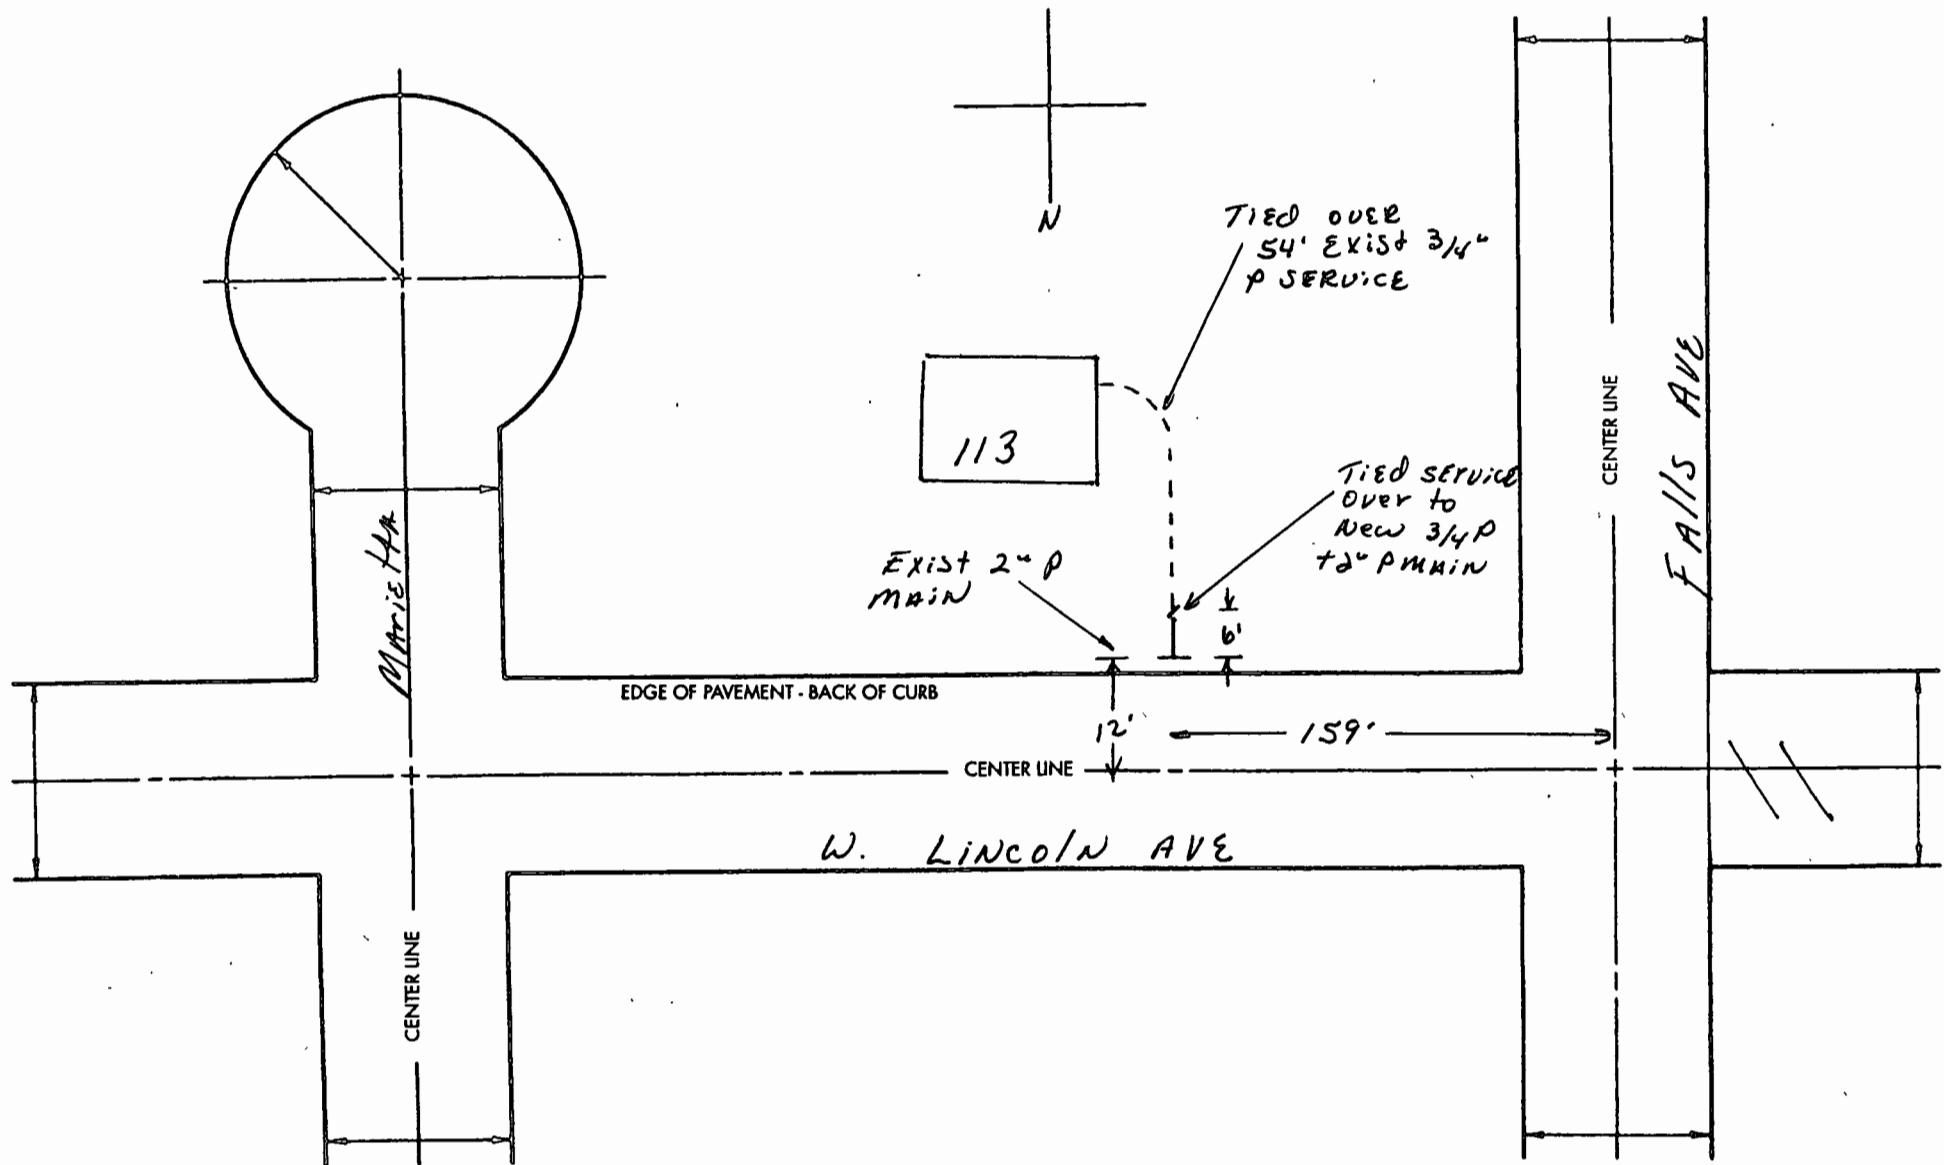 N
TiEd OVER
54' Exist 3/4"
P SERVICE
113
TiEd sErvicE
Over to
New 3/4 P
+2" P MAiN
Exist 2" P
MAiN
6'
CENTER LINE
FAlls AVE
MAriEttA
EDGE OF PAVEMENT - BACK OF CURB
12'
159'
CENTER LINE
W. LiNcolN AVE
CENTER LINE